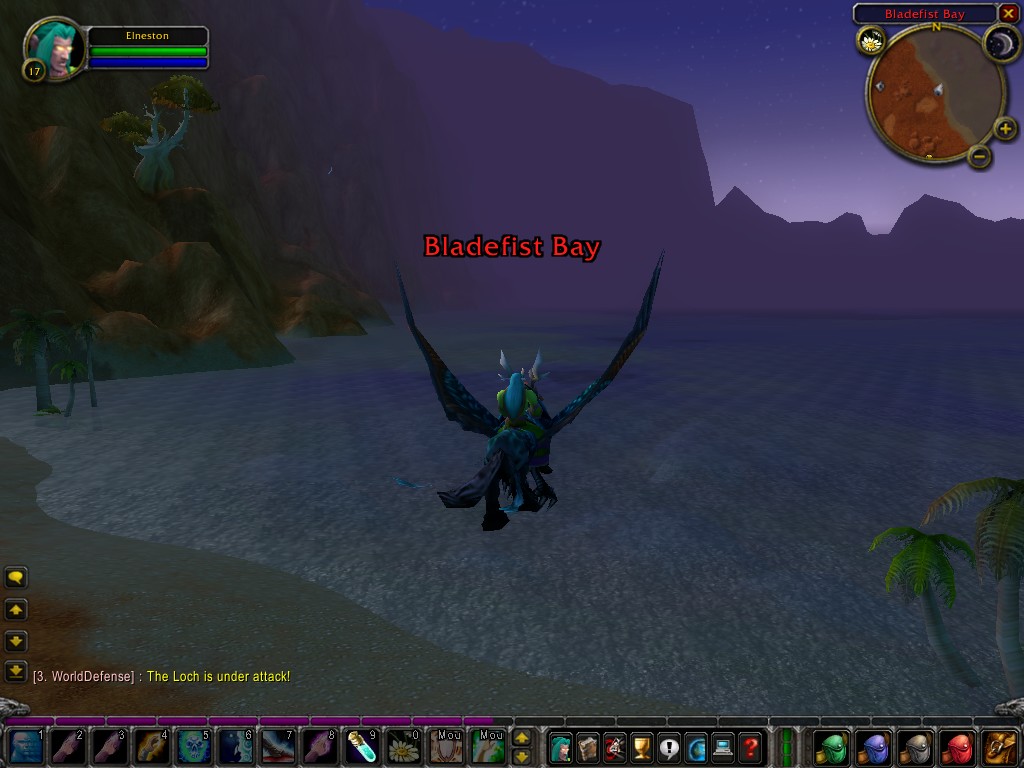 Elneston
17
Bladefist Bay
N
Bladefist Bay
[3. WorldDefense] : The Loch is under attack!
1 2 3 4 5 6 7 8 9 0 Mou Mou